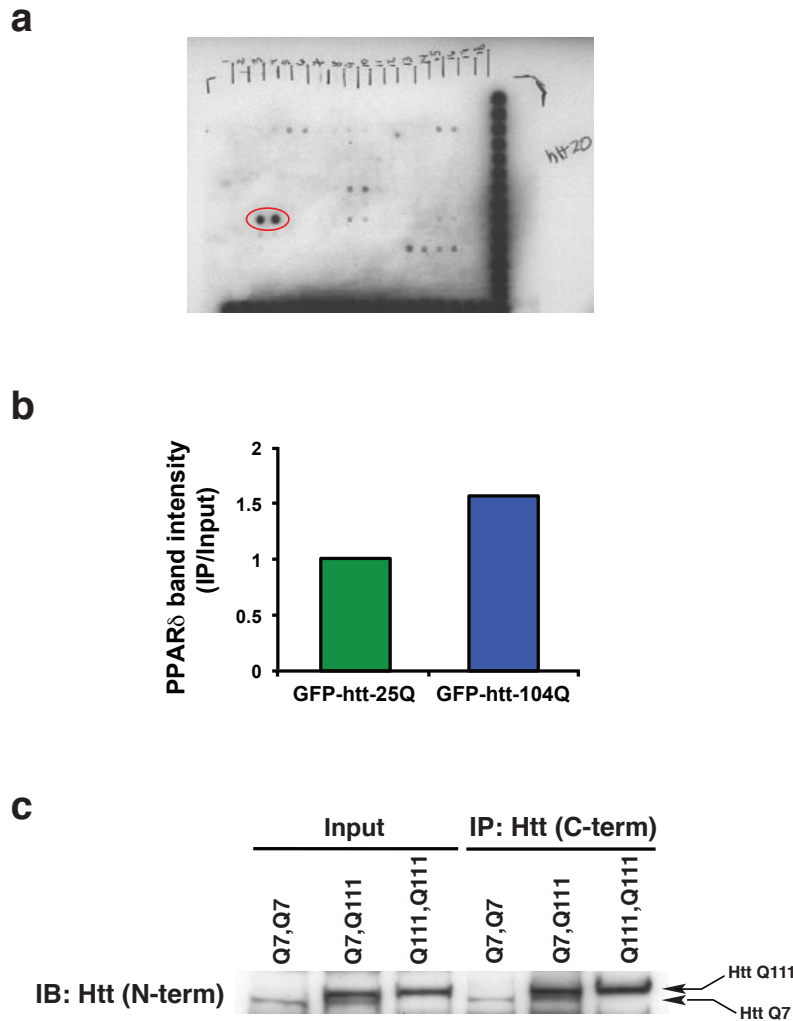 a
htt 20
b
PPARδ band intensity
(IP/Input)
2
1.5
1
0.5
0
GFP-htt-25Q
GFP-htt-104Q
c
Input
IP: Htt (C-term)
Q7,Q7
Q7,Q111
Q111,Q111
Q7,Q7
Q7,Q111
Q111,Q111
IB: Htt (N-term)
Htt Q111
Htt Q7